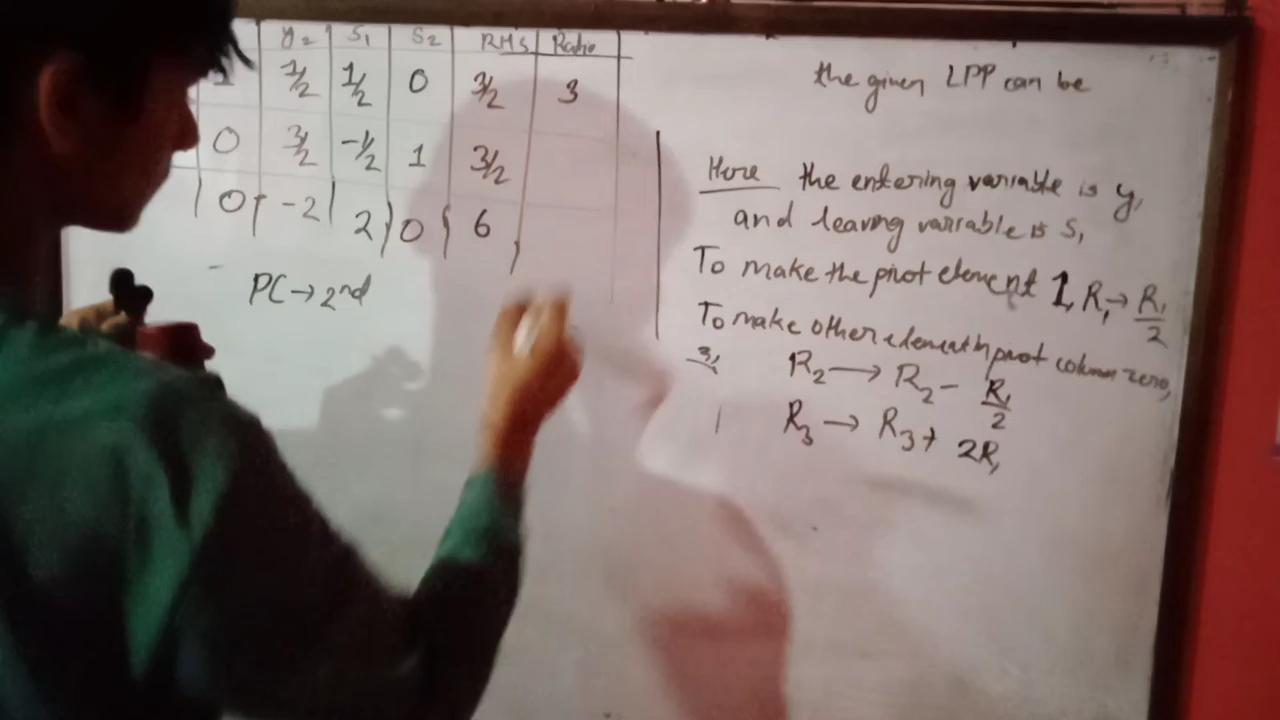 y₂ S₁ S₂ RHS Ratio
1 1/2 1/2 0 3/2 3
0 3/2 -1/2 1 3/2
0 -2 2 0 6
PC → 2nd
the given LPP can be
Here the entering variable is y₁
and leaving variable is S₁
To make the pivot element 1, R₁ → R₁/2
To make other element in pivot column zero,
R₂ → R₂ - R₁/2
R₃ → R₃ + 2R₁